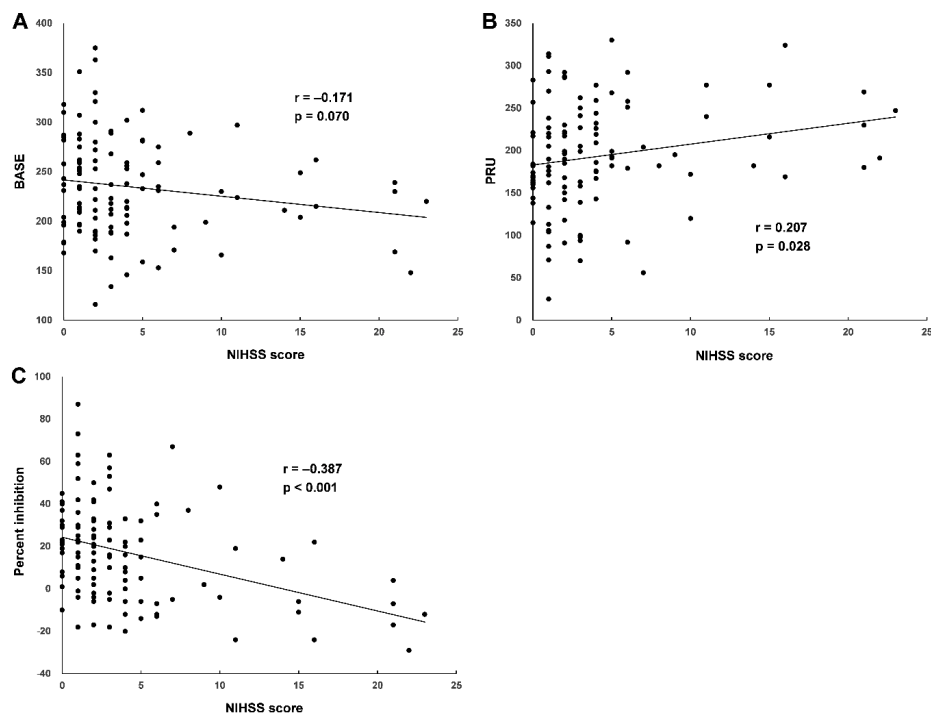 A
400
350
300
250
200
150
100
BASE
r = –0.171
p = 0.070
0
5
10
15
20
25
NIHSS score
B
350
300
250
200
150
100
50
0
PRU
r = 0.207
p = 0.028
0
5
10
15
20
25
NIHSS score
C
100
80
60
40
20
0
-20
-40
Percent inhibition
r = –0.387
p < 0.001
0
5
10
15
20
25
NIHSS score